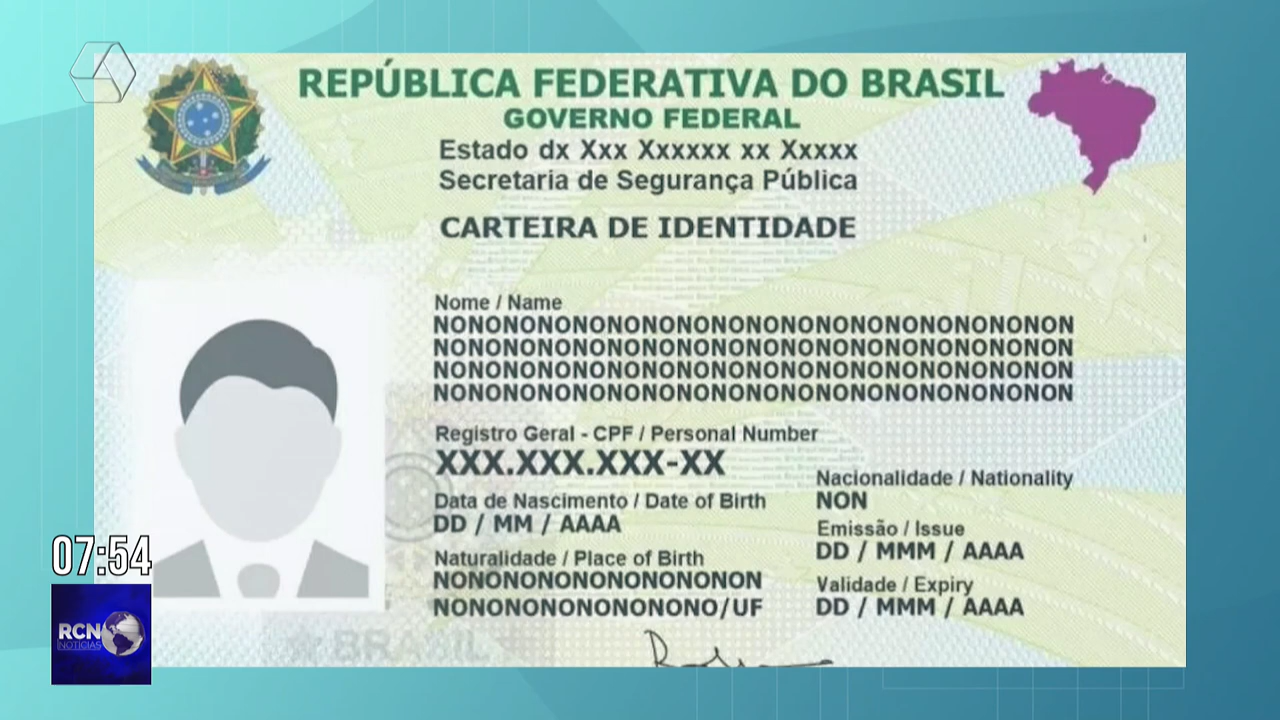 REPÚBLICA FEDERATIVA DO BRASIL
GOVERNO FEDERAL
Estado dx Xxx Xxxxxx xx Xxxxx
Secretaria de Segurança Pública
CARTEIRA DE IDENTIDADE
Nome / Name
NONONONONONONONONONONONONONONONONONON
NONONONONONONONONONONONONONONONONONON
NONONONONONONONONONONONONONONONONONON
NONONONONONONONONONONONONONONONONONON
Registro Geral - CPF / Personal Number
XXX.XXX.XXX-XX
Nacionalidade / Nationality
NON
Data de Nascimento / Date of Birth
DD / MM / AAAA
Emissão / Issue
DD / MMM / AAAA
Naturalidade / Place of Birth
NONONONONONONONONON
NONONONONONONONO/UF
Validade / Expiry
DD / MMM / AAAA
BRASIL
07:54
RCN
NOTÍCIAS